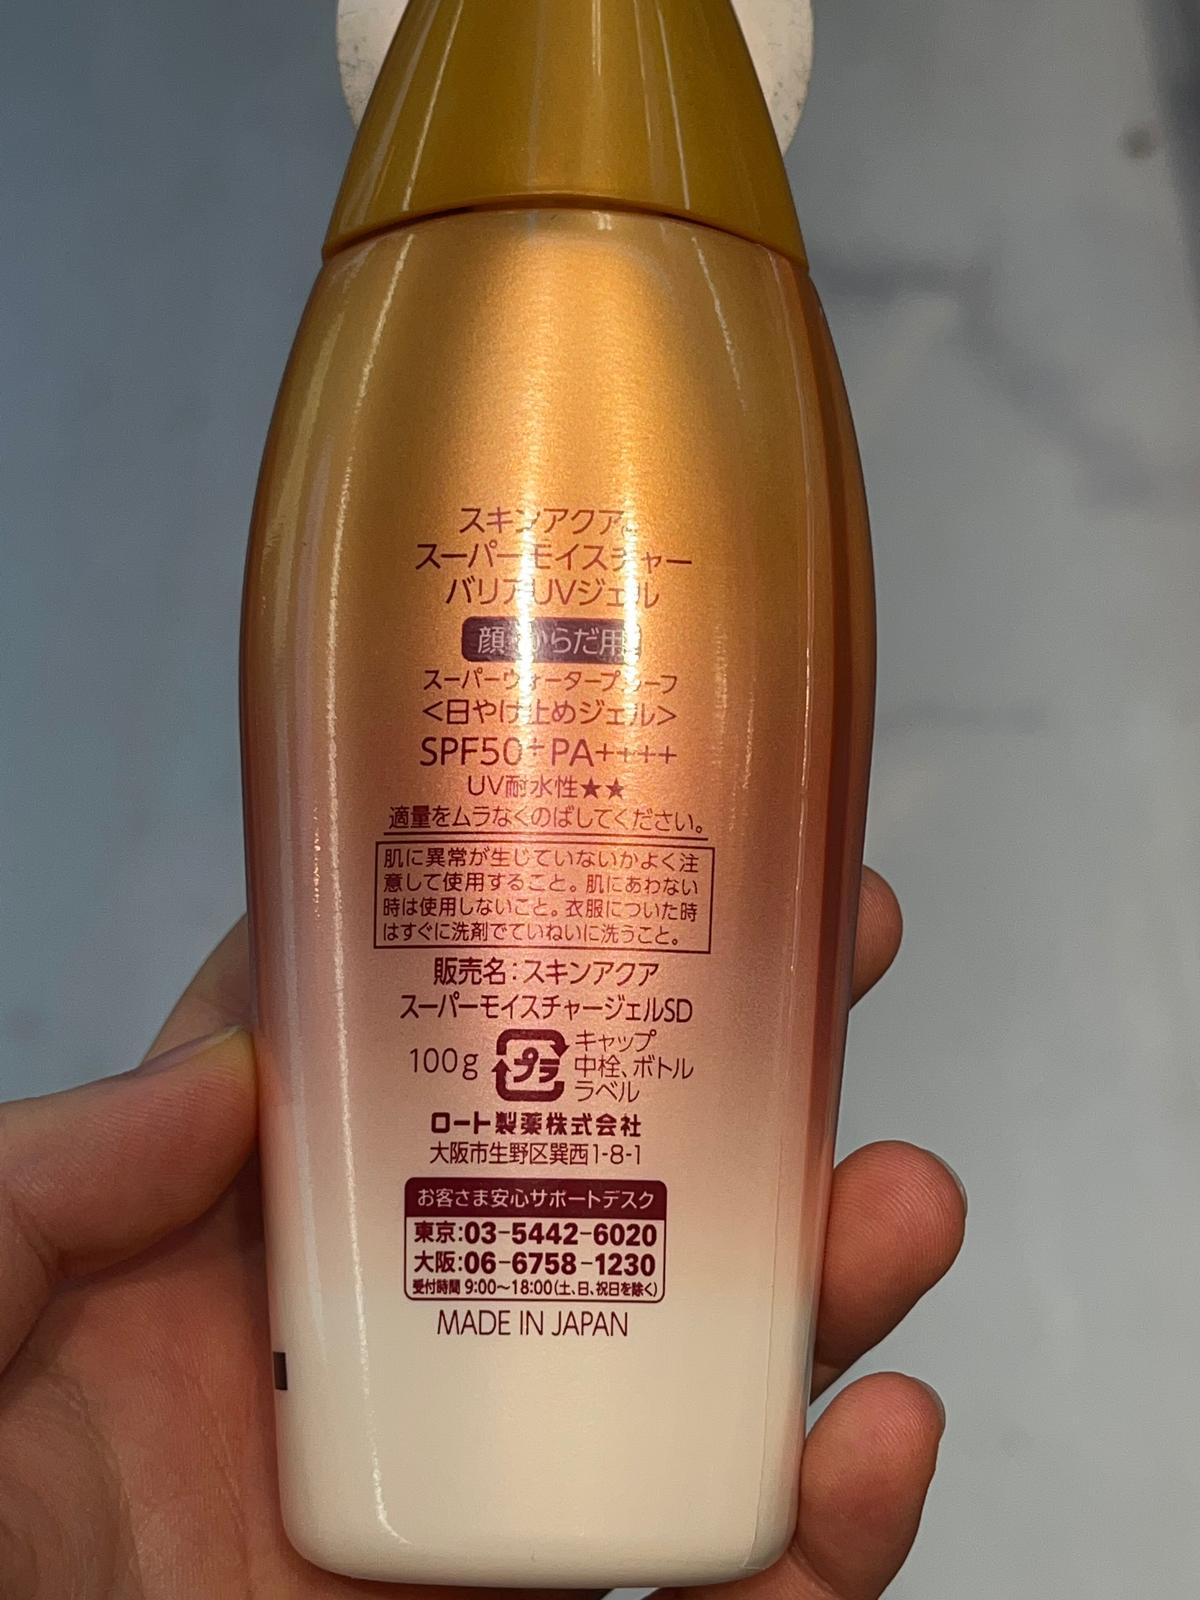 スキンアクア
スーパーモイスチャー
バリアUVジェル
顔・からだ用
スーパーウォータープルーフ
<日やけ止めジェル>
SPF50+ PA++++
UV耐水性★★
適量をムラなくのばしてください。
肌に異常が生じていないかよく注
意して使用すること。肌にあわない
時は使用しないこと。衣服についた時
はすぐに洗剤でていねいに洗うこと。
販売名：スキンアクア
スーパーモイスチャージェルSD
100g プラ キャップ
中栓、ボトル
ラベル
ロート製薬株式会社
大阪市生野区巽西1-8-1
お客さま安心サポートデスク
東京:03-5442-6020
大阪:06-6758-1230
受付時間 9:00～18:00(土、日、祝日を除く)
MADE IN JAPAN